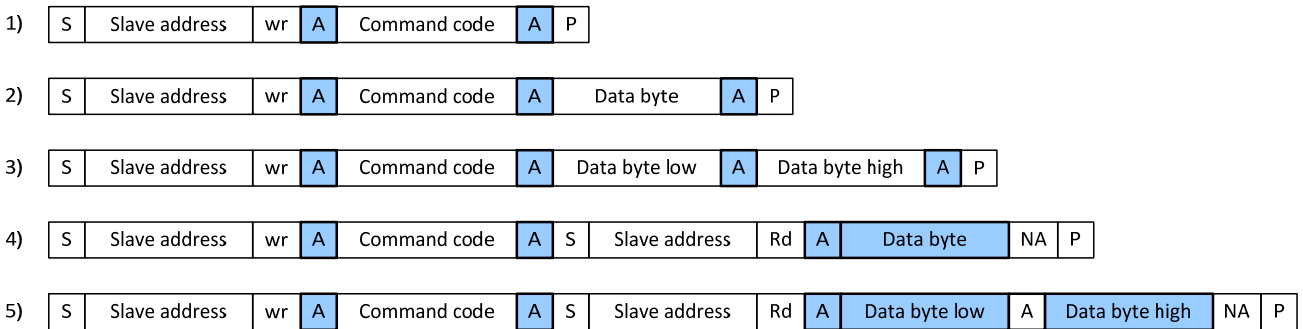 1) S Slave address wr A Command code A P
2) S Slave address wr A Command code A Data byte A P
3) S Slave address wr A Command code A Data byte low A Data byte high A P
4) S Slave address wr A Command code A S Slave address Rd A Data byte NA P
5) S Slave address wr A Command code A S Slave address Rd A Data byte low A Data byte high NA P